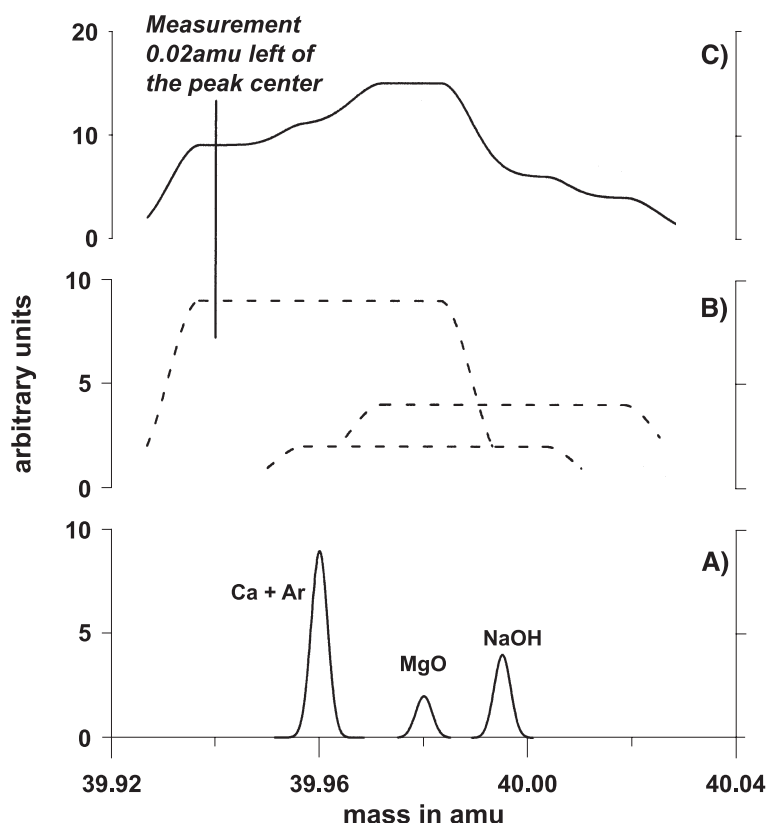 Measurement
0.02amu left of
the peak center
C)
20
10
0
B)
10
5
0
arbitrary units
A)
10
5
0
Ca + Ar
MgO
NaOH
39.92
39.96
40.00
40.04
mass in amu